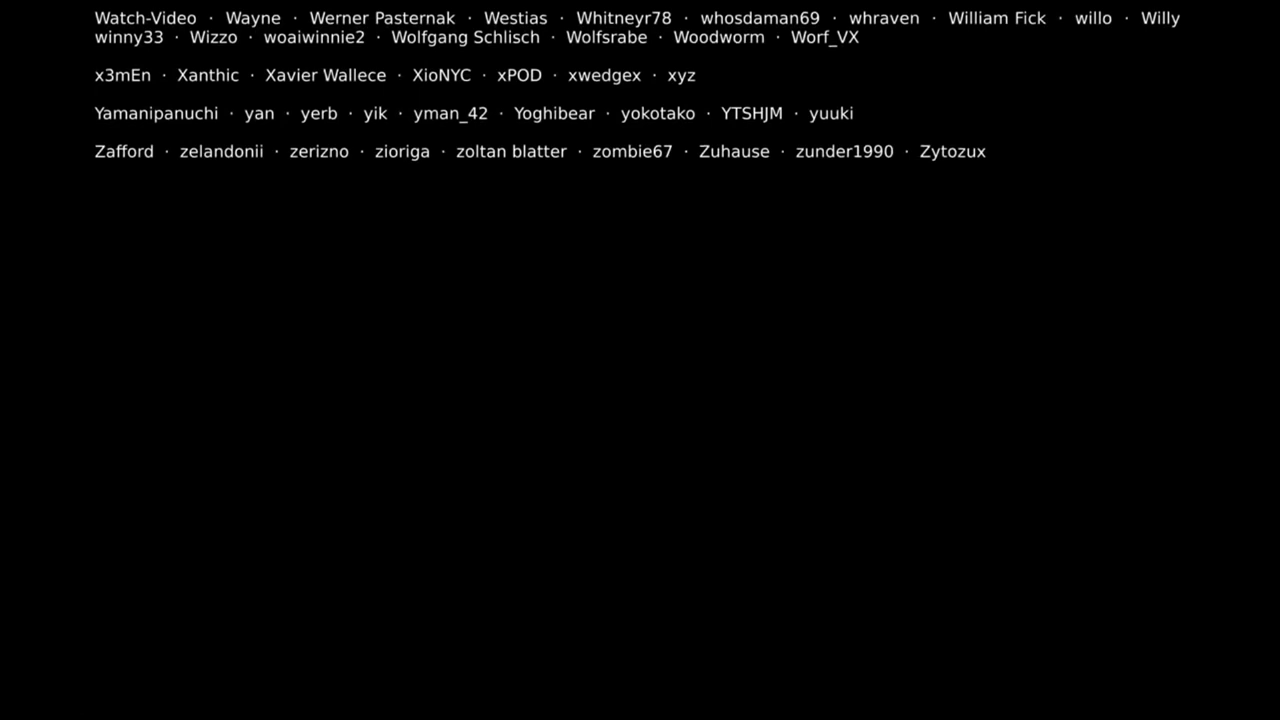 Watch-Video · Wayne · Werner Pasternak · Westias · Whitneyr78 · whosdaman69 · whraven · William Fick · willo · Willy
winny33 · Wizzo · woaiwinnie2 · Wolfgang Schlisch · Wolfsrabe · Woodworm · Worf_VX
x3mEn · Xanthic · Xavier Wallece · XioNYC · xPOD · xwedgex · xyz
Yamanipanuchi · yan · yerb · yik · yman_42 · Yoghibear · yokotako · YTSHJM · yuuki
Zafford · zelandonii · zerizno · zioriga · zoltan blatter · zombie67 · Zuhause · zunder1990 · Zytozux